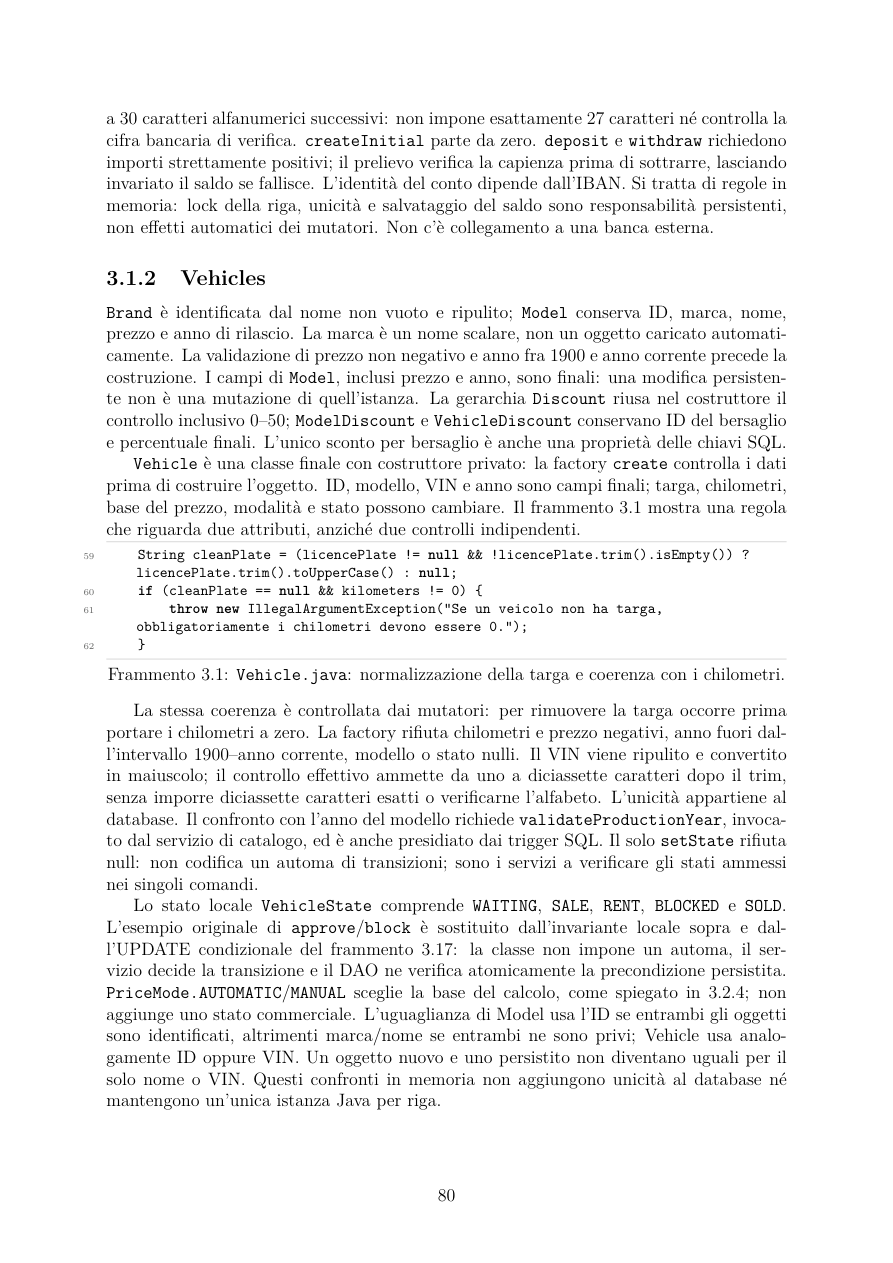 a 30 caratteri alfanumerici successivi: non impone esattamente 27 caratteri né controlla la
cifra bancaria di verifica. createInitial parte da zero. deposit e withdraw richiedono
importi strettamente positivi; il prelievo verifica la capienza prima di sottrarre, lasciando
invariato il saldo se fallisce. L'identità del conto dipende dall'IBAN. Si tratta di regole in
memoria: lock della riga, unicità e salvataggio del saldo sono responsabilità persistenti,
non effetti automatici dei mutatori. Non c'è collegamento a una banca esterna.
3.1.2 Vehicles
Brand è identificata dal nome non vuoto e ripulito; Model conserva ID, marca, nome,
prezzo e anno di rilascio. La marca è un nome scalare, non un oggetto caricato automati-
camente. La validazione di prezzo non negativo e anno fra 1900 e anno corrente precede la
costruzione. I campi di Model, inclusi prezzo e anno, sono finali: una modifica persisten-
te non è una mutazione di quell'istanza. La gerarchia Discount riusa nel costruttore il
controllo inclusivo 0–50; ModelDiscount e VehicleDiscount conservano ID del bersaglio
e percentuale finali. L'unico sconto per bersaglio è anche una proprietà delle chiavi SQL.
Vehicle è una classe finale con costruttore privato: la factory create controlla i dati
prima di costruire l'oggetto. ID, modello, VIN e anno sono campi finali; targa, chilometri,
base del prezzo, modalità e stato possono cambiare. Il frammento 3.1 mostra una regola
che riguarda due attributi, anziché due controlli indipendenti.
59 String cleanPlate = (licencePlate != null && !licencePlate.trim().isEmpty()) ?
licencePlate.trim().toUpperCase() : null;
60 if (cleanPlate == null && kilometers != 0) {
61 throw new IllegalArgumentException("Se un veicolo non ha targa,
obbligatoriamente i chilometri devono essere 0.");
62 }
Frammento 3.1: Vehicle.java: normalizzazione della targa e coerenza con i chilometri.
La stessa coerenza è controllata dai mutatori: per rimuovere la targa occorre prima
portare i chilometri a zero. La factory rifiuta chilometri e prezzo negativi, anno fuori dal-
l'intervallo 1900–anno corrente, modello o stato nulli. Il VIN viene ripulito e convertito
in maiuscolo; il controllo effettivo ammette da uno a diciassette caratteri dopo il trim,
senza imporre diciassette caratteri esatti o verificarne l'alfabeto. L'unicità appartiene al
database. Il confronto con l'anno del modello richiede validateProductionYear, invoca-
to dal servizio di catalogo, ed è anche presidiato dai trigger SQL. Il solo setState rifiuta
null: non codifica un automa di transizioni; sono i servizi a verificare gli stati ammessi
nei singoli comandi.
Lo stato locale VehicleState comprende WAITING, SALE, RENT, BLOCKED e SOLD.
L'esempio originale di approve/block è sostituito dall'invariante locale sopra e dal-
l'UPDATE condizionale del frammento 3.17: la classe non impone un automa, il ser-
vizio decide la transizione e il DAO ne verifica atomicamente la precondizione persistita.
PriceMode.AUTOMATIC/MANUAL sceglie la base del calcolo, come spiegato in 3.2.4; non
aggiunge uno stato commerciale. L'uguaglianza di Model usa l'ID se entrambi gli oggetti
sono identificati, altrimenti marca/nome se entrambi ne sono privi; Vehicle usa analo-
gamente ID oppure VIN. Un oggetto nuovo e uno persistito non diventano uguali per il
solo nome o VIN. Questi confronti in memoria non aggiungono unicità al database né
mantengono un'unica istanza Java per riga.
80